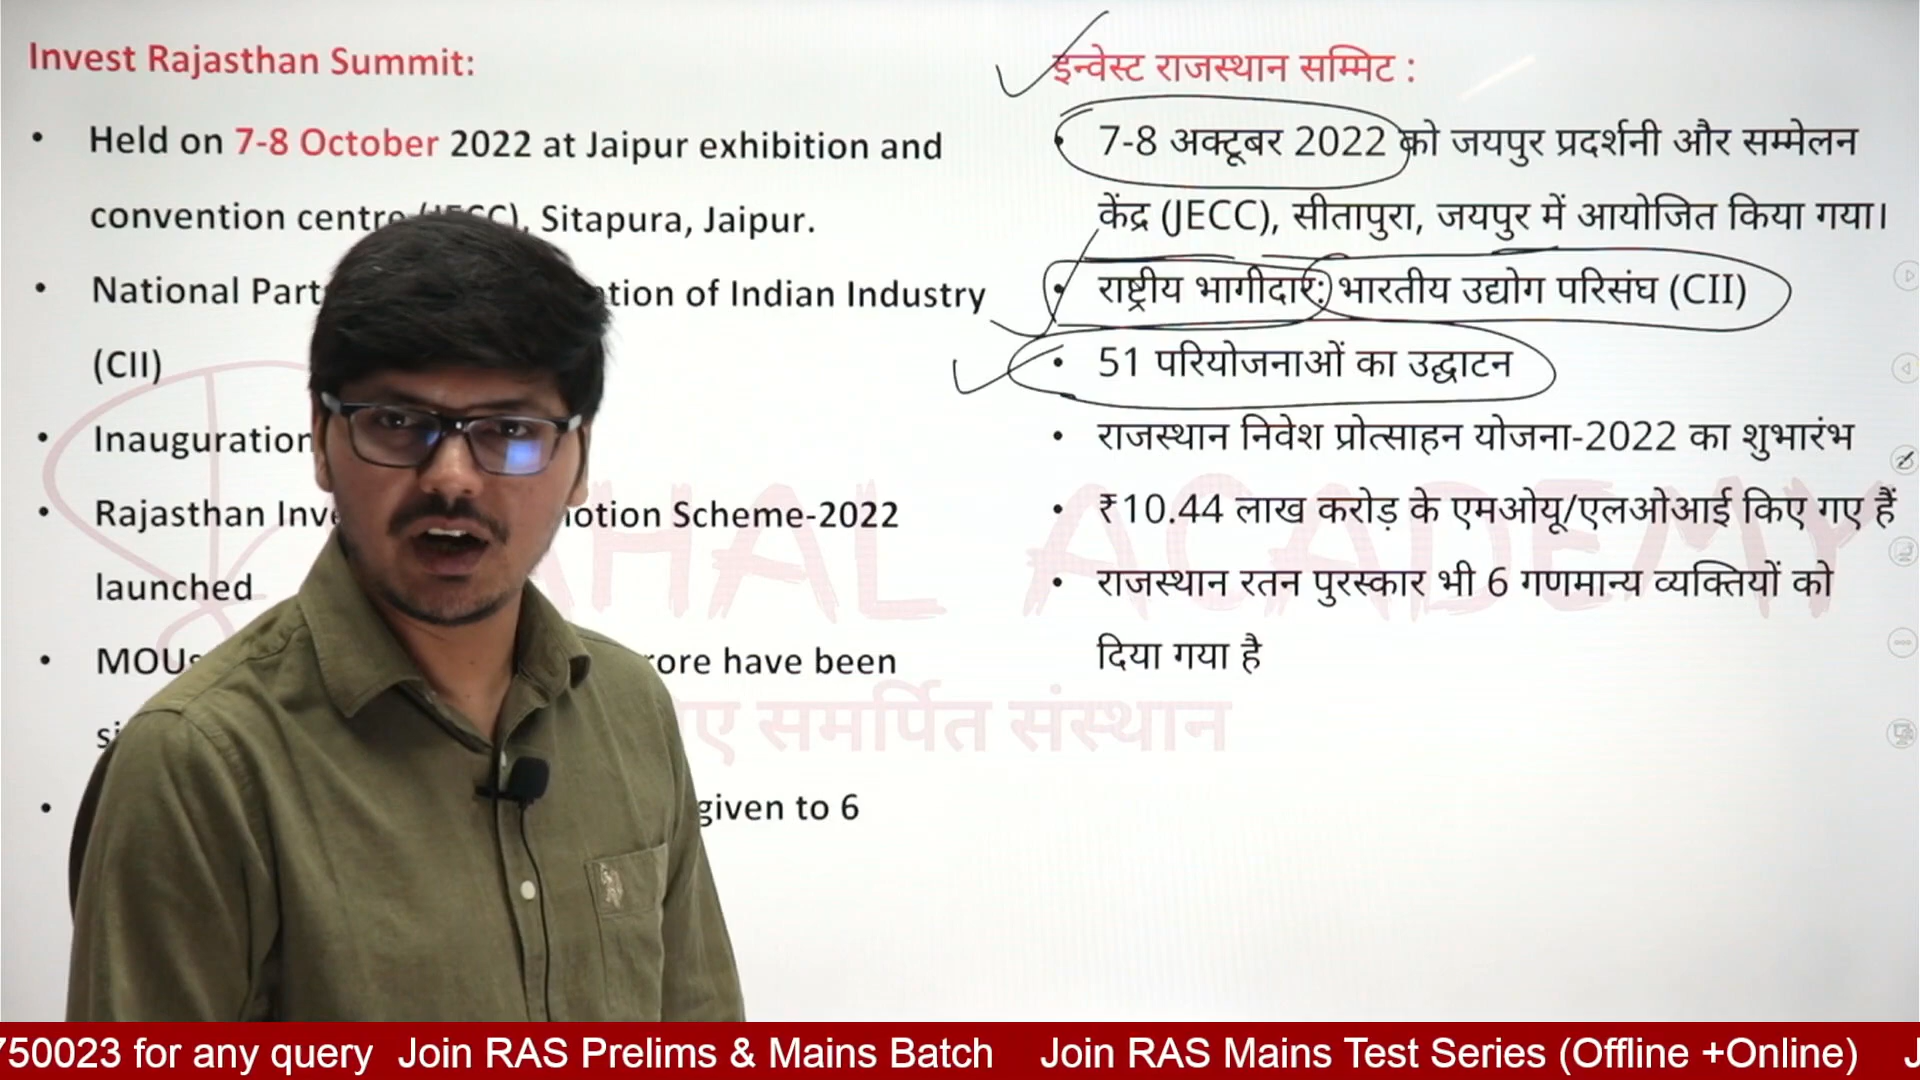 Invest Rajasthan Summit:
• Held on 7-8 October 2022 at Jaipur exhibition and
convention centre (JECC), Sitapura, Jaipur.
• National Part tion of Indian Industry
(CII)
• Inauguration
• Rajasthan Inv otion Scheme-2022
launched
• MOUs rore have been
si
• given to 6
इन्वेस्ट राजस्थान सम्मिट :
• 7-8 अक्टूबर 2022 को जयपुर प्रदर्शनी और सम्मेलन
केंद्र (JECC), सीतापुरा, जयपुर में आयोजित किया गया।
• राष्ट्रीय भागीदार: भारतीय उद्योग परिसंघ (CII)
• 51 परियोजनाओं का उद्घाटन
• राजस्थान निवेश प्रोत्साहन योजना-2022 का शुभारंभ
• ₹10.44 लाख करोड़ के एमओयू/एलओआई किए गए हैं
• राजस्थान रतन पुरस्कार भी 6 गणमान्य व्यक्तियों को
दिया गया है
AHAL ACADEMY
ए समर्पित संस्थान
750023 for any query Join RAS Prelims & Mains Batch Join RAS Mains Test Series (Offline +Online) J